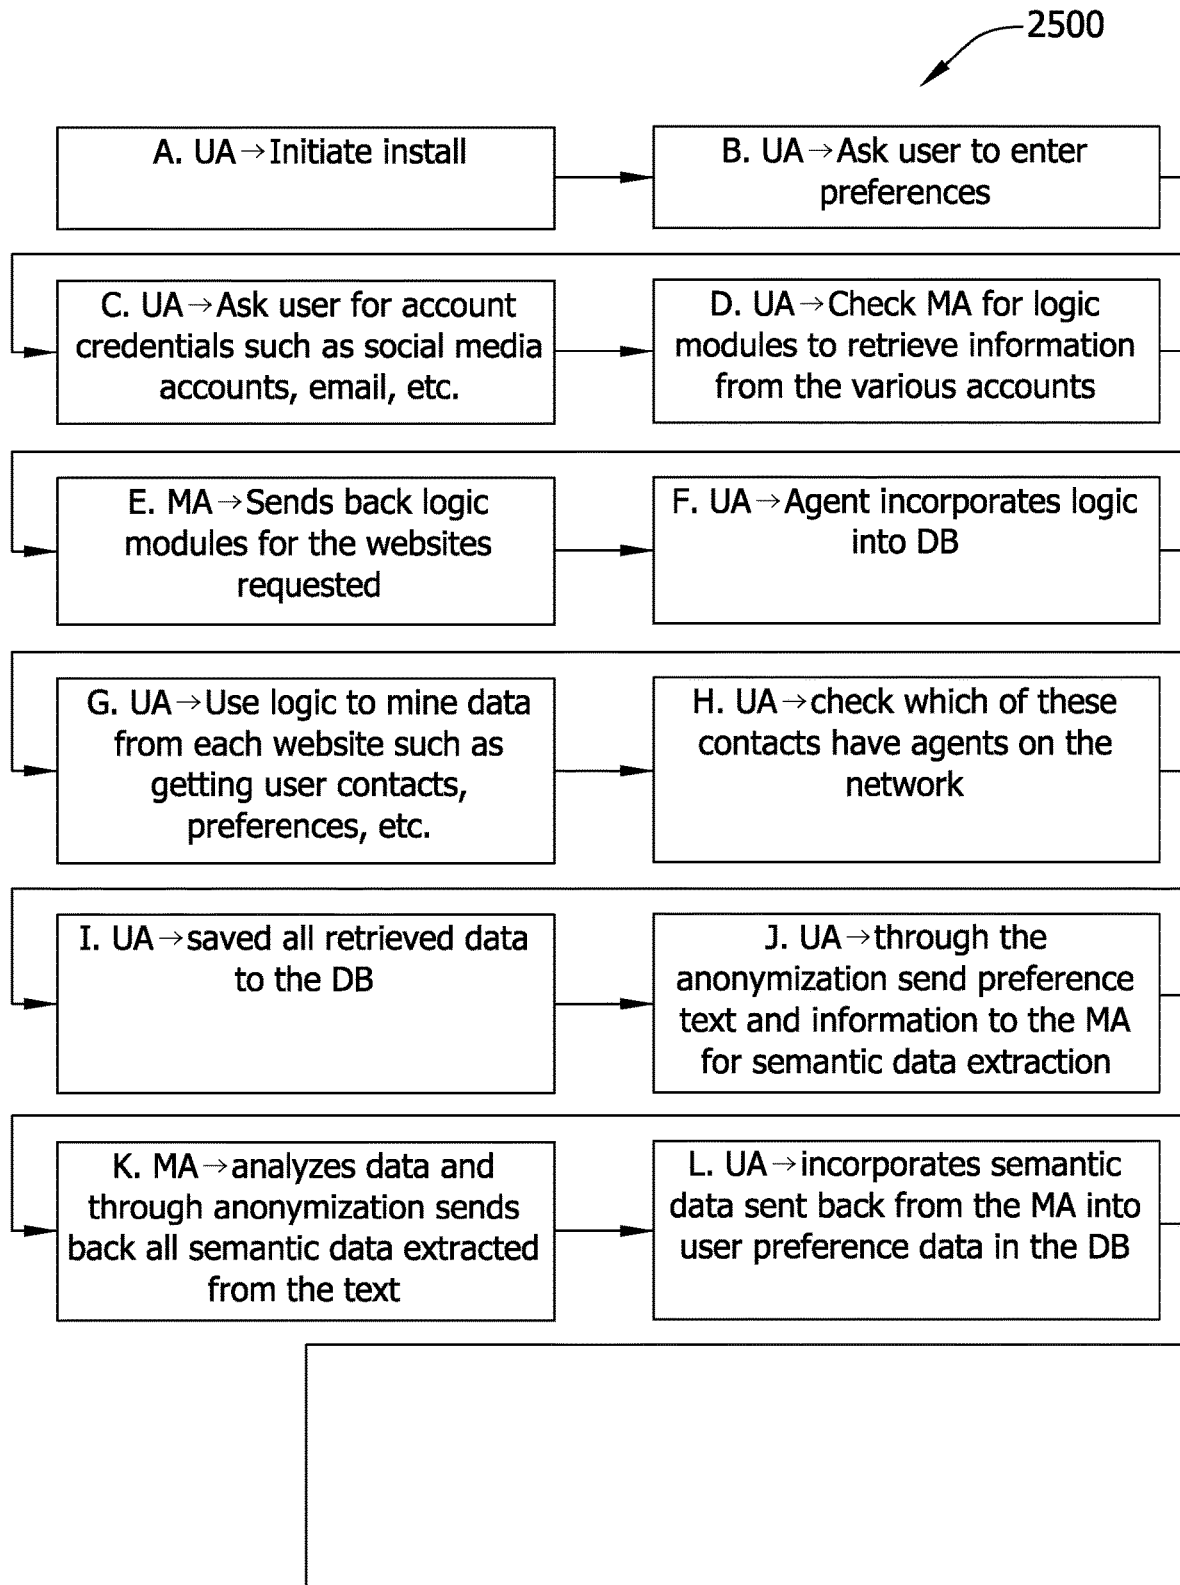 2500
A. UA→Initiate install
B. UA→Ask user to enter
preferences
C. UA→Ask user for account
credentials such as social media
accounts, email, etc.
D. UA→Check MA for logic
modules to retrieve information
from the various accounts
E. MA→Sends back logic
modules for the websites
requested
F. UA→Agent incorporates logic
into DB
G. UA→Use logic to mine data
from each website such as
getting user contacts,
preferences, etc.
H. UA→check which of these
contacts have agents on the
network
I. UA→saved all retrieved data
to the DB
J. UA→through the
anonymization send preference
text and information to the MA
for semantic data extraction
K. MA→analyzes data and
through anonymization sends
back all semantic data extracted
from the text
L. UA→incorporates semantic
data sent back from the MA into
user preference data in the DB